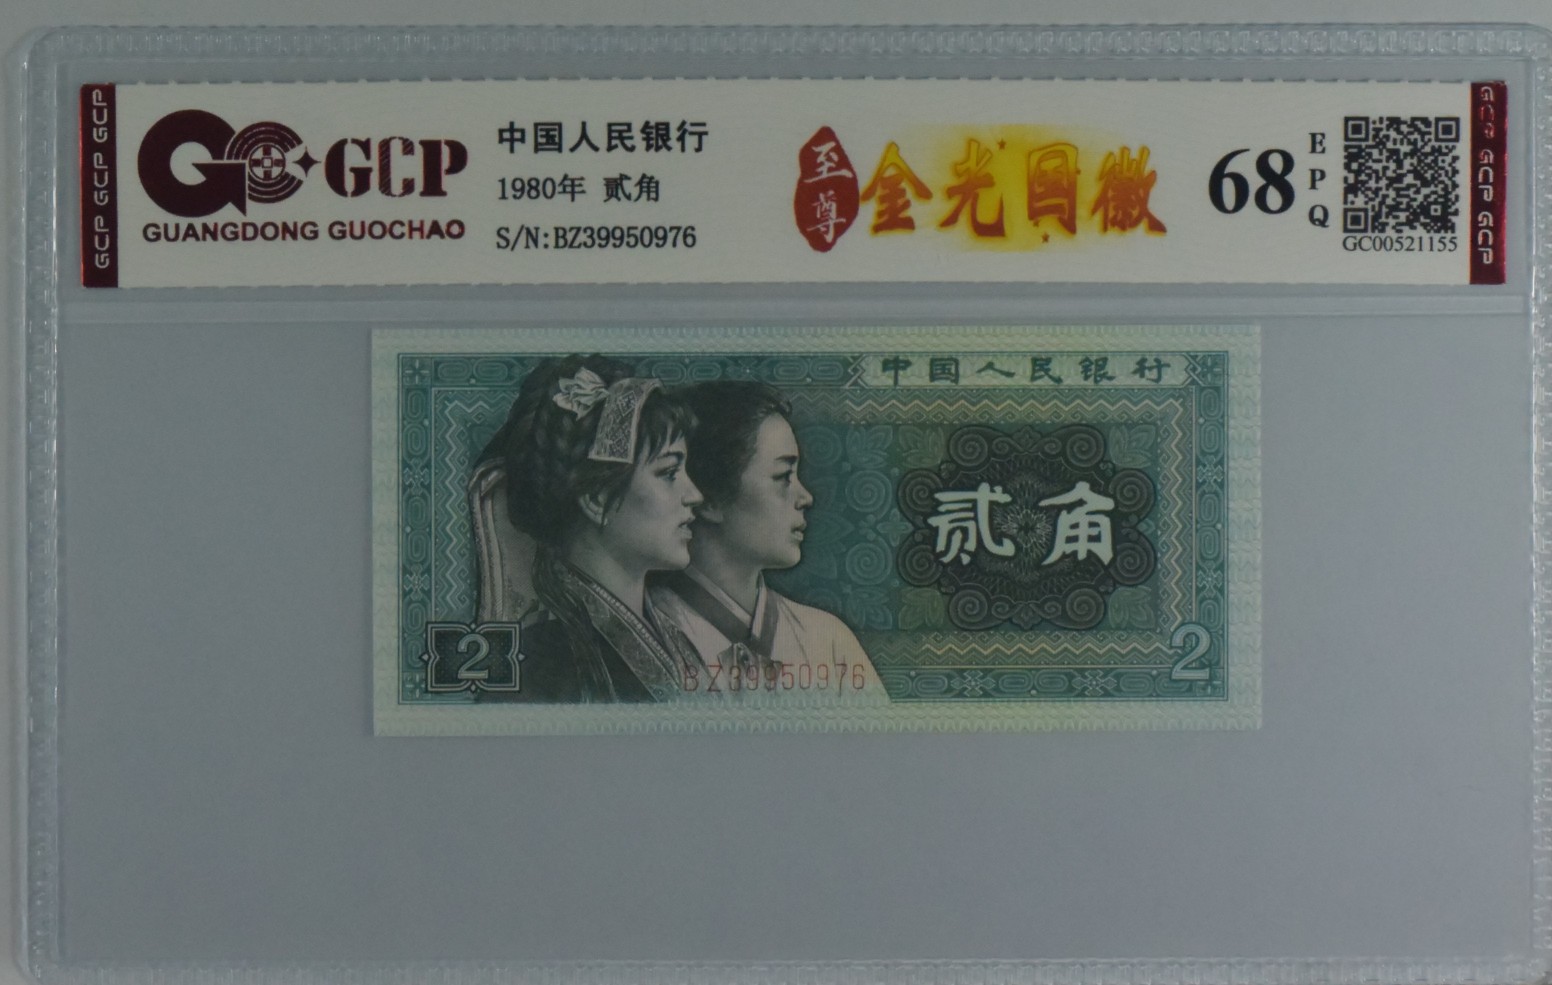 GCP GCP GCP
GCP
GUANGDONG GUOCHAO
中国人民银行
1980年 贰角
S/N:BZ39950976
至尊
金光国徽
68
EPQ
GC00521155
GCP GCP GCP
中国人民银行
贰角
2
2
BZ39950976